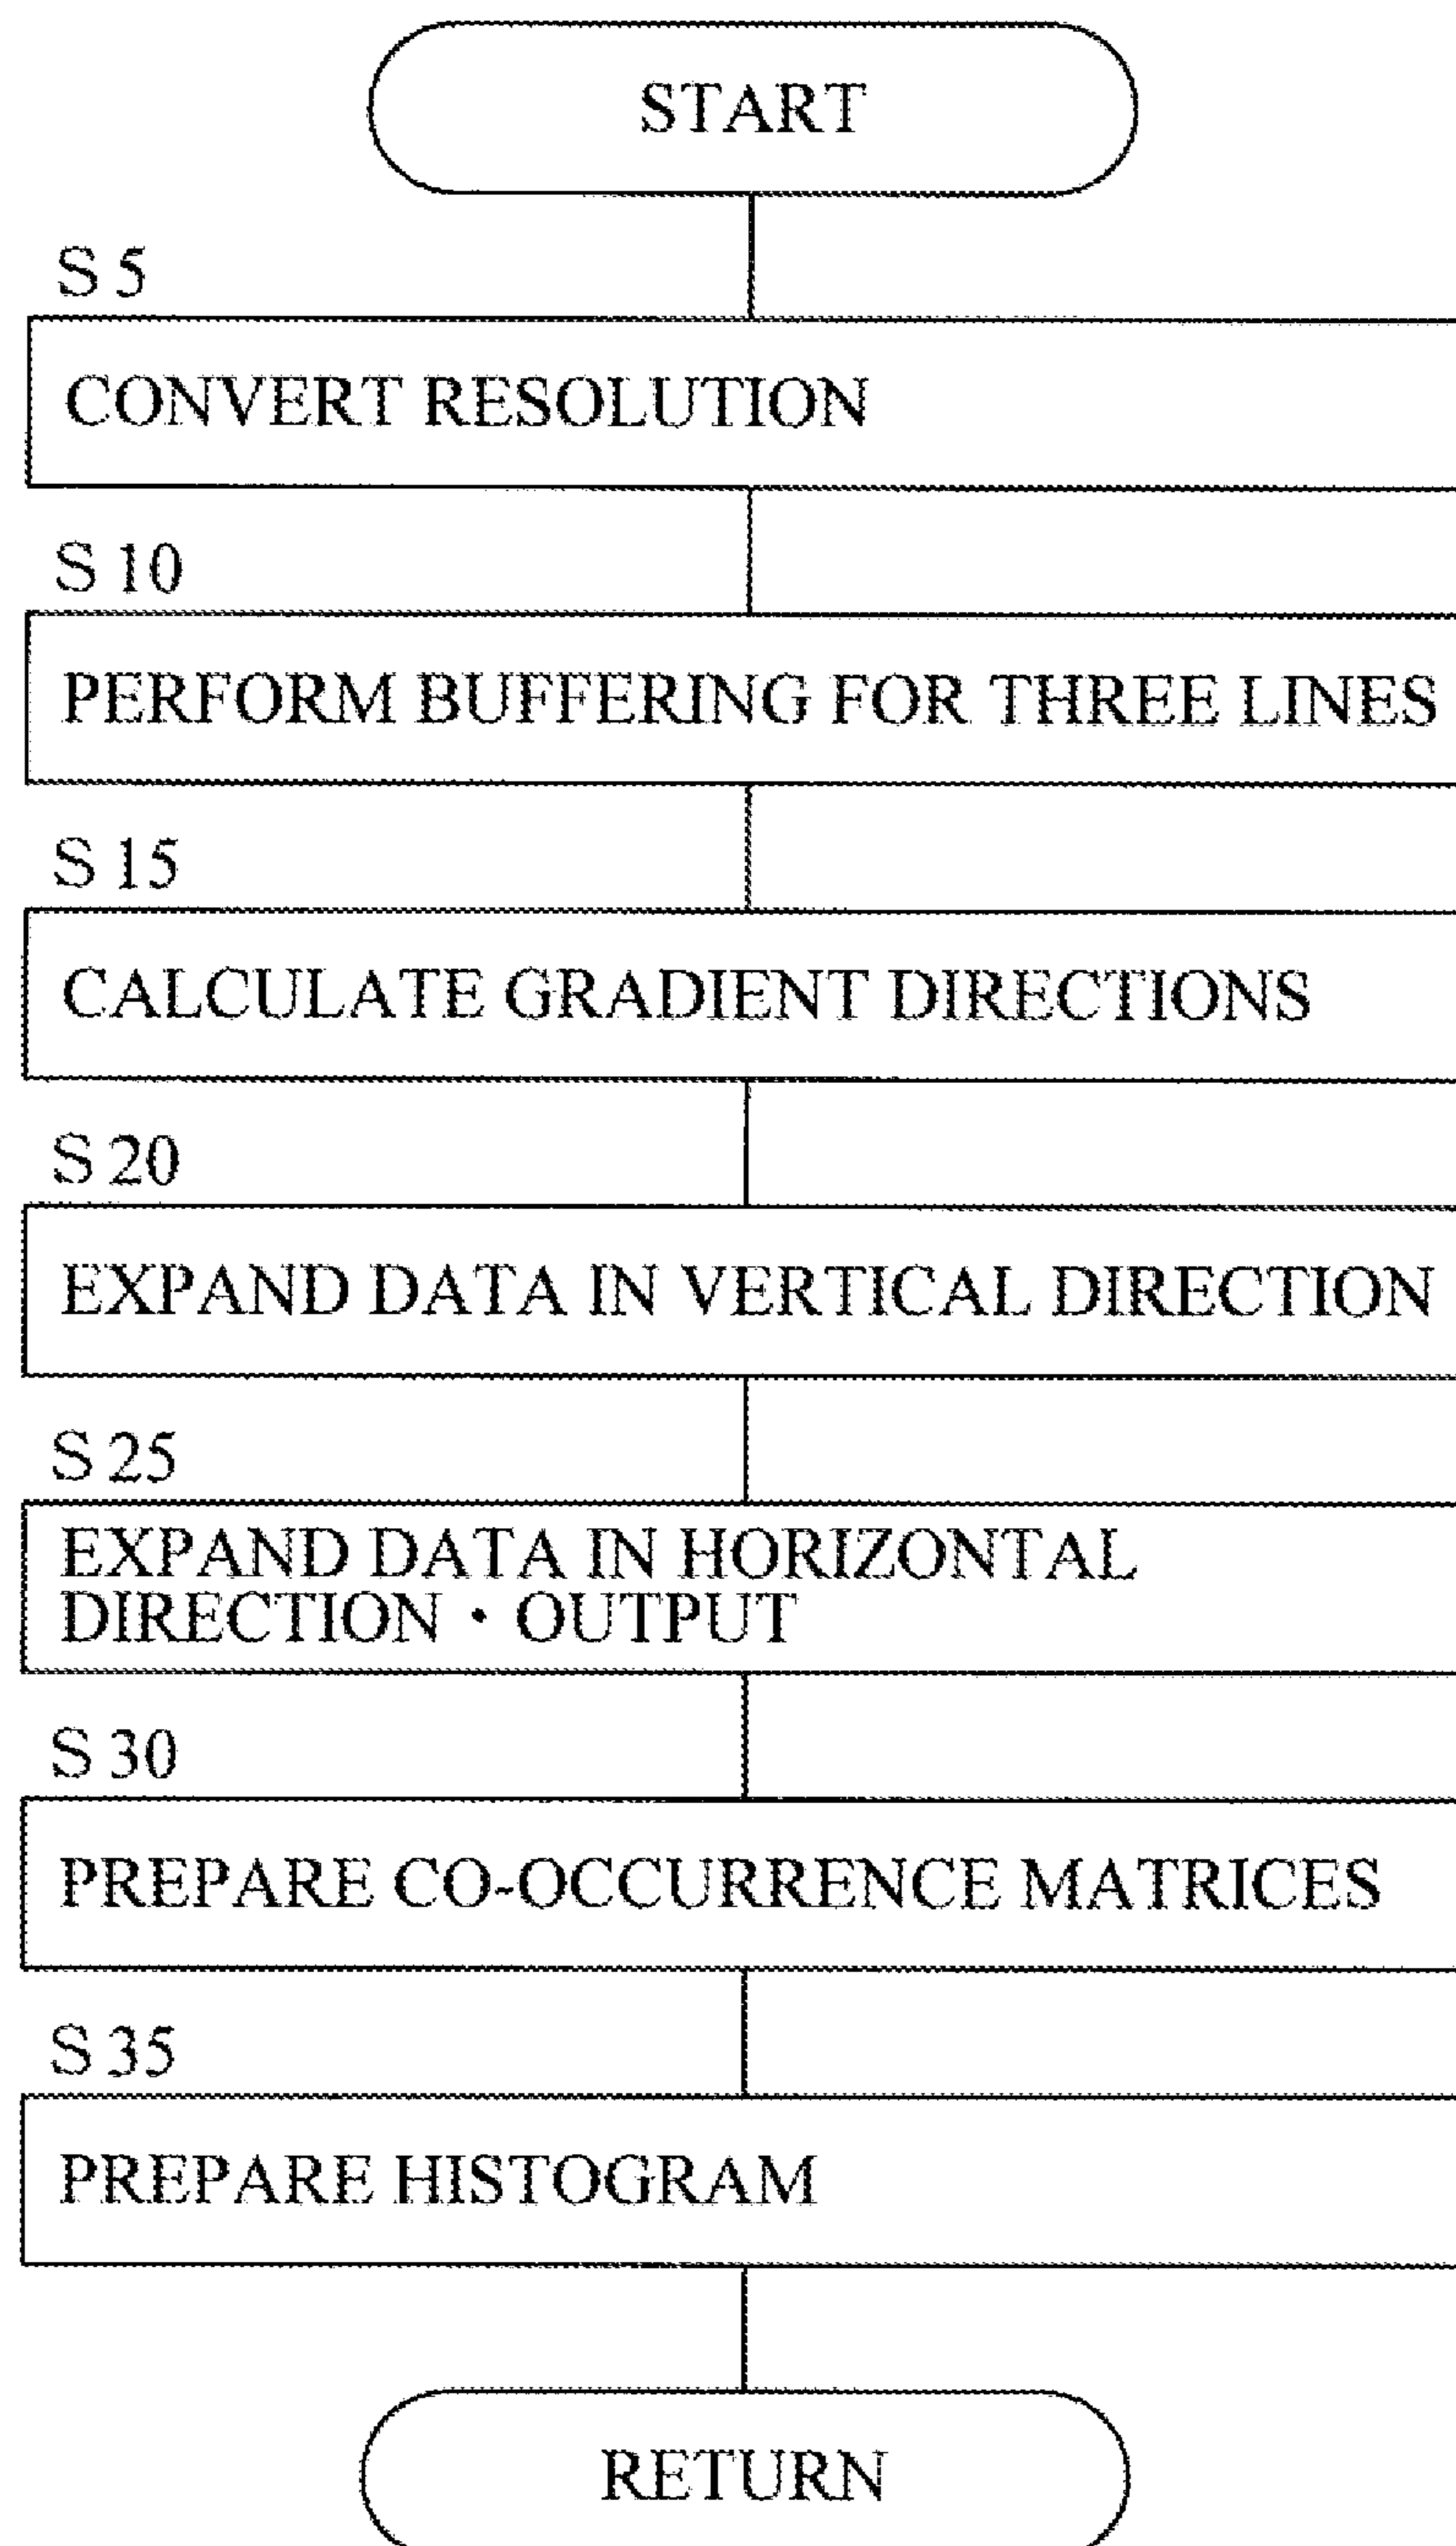 START
S 5
CONVERT RESOLUTION
S 10
PERFORM BUFFERING FOR THREE LINES
S 15
CALCULATE GRADIENT DIRECTIONS
S 20
EXPAND DATA IN VERTICAL DIRECTION
S 25
EXPAND DATA IN HORIZONTAL
DIRECTION・OUTPUT
S 30
PREPARE CO-OCCURRENCE MATRICES
S 35
PREPARE HISTOGRAM
RETURN